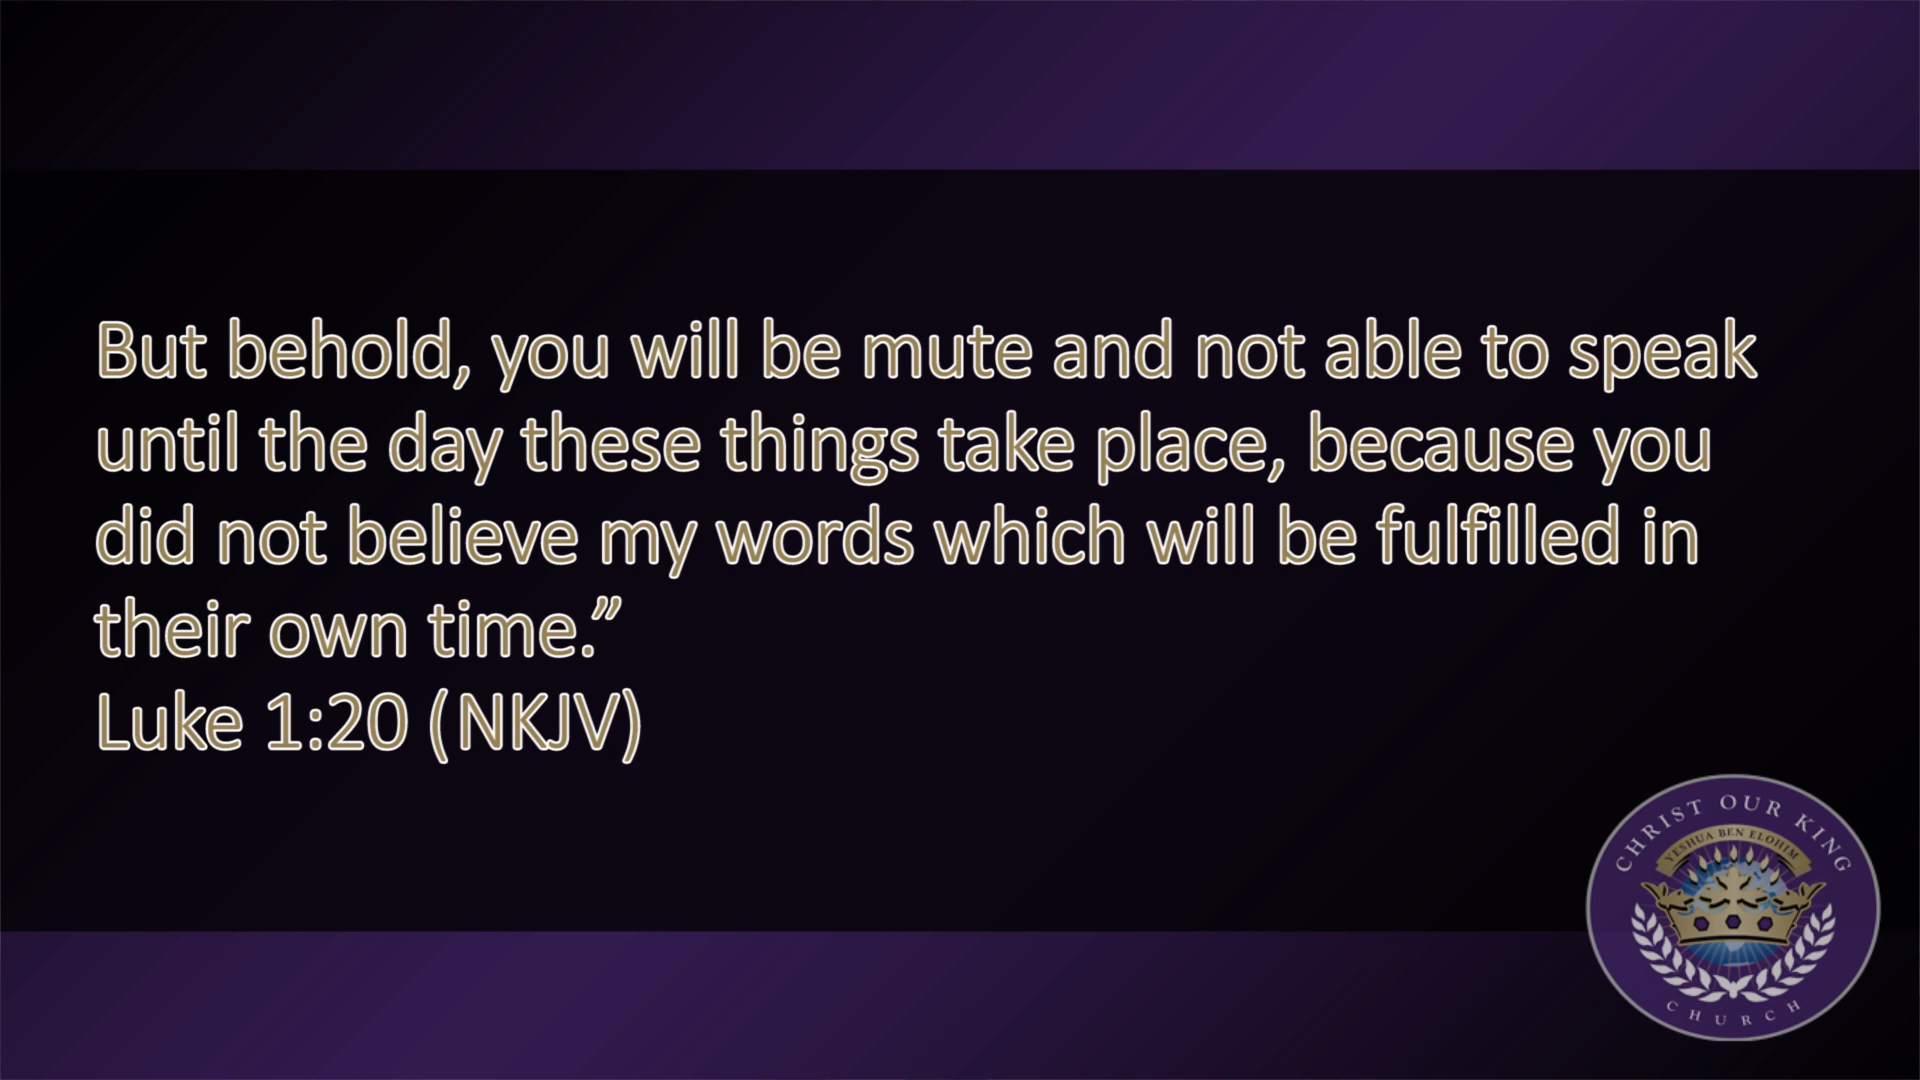 But behold, you will be mute and not able to speak
until the day these things take place, because you
did not believe my words which will be fulfilled in
their own time.”
Luke 1:20 (NKJV)
CHRIST OUR KING
YESHUA BEN ELOHIM
CHURCH